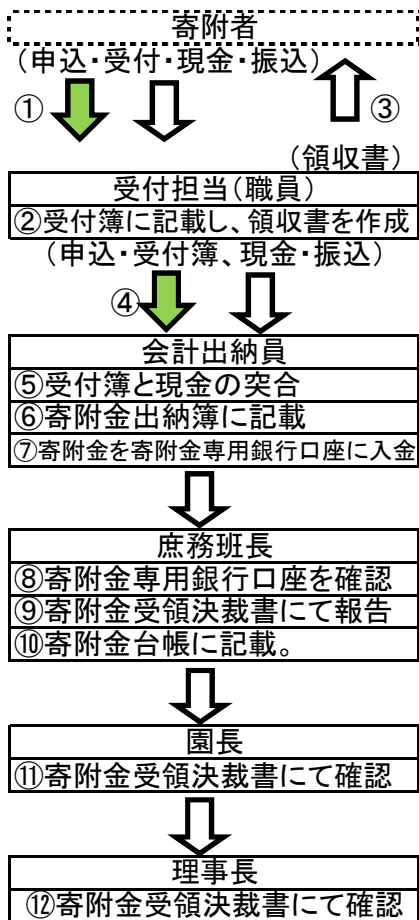 寄附者
(申込・受付・現金・振込)
① ③
(領収書)
受付担当(職員)
②受付簿に記載し、領収書を作成
(申込・受付簿、現金・振込)
④
会計出納員
⑤受付簿と現金の突合
⑥寄附金出納簿に記載
⑦寄附金を寄附金専用銀行口座に入金
庶務班長
⑧寄附金専用銀行口座を確認
⑨寄附金受領決裁書にて報告
⑩寄附金台帳に記載。
園長
⑪寄附金受領決裁書にて確認
理事長
⑫寄附金受領決裁書にて確認